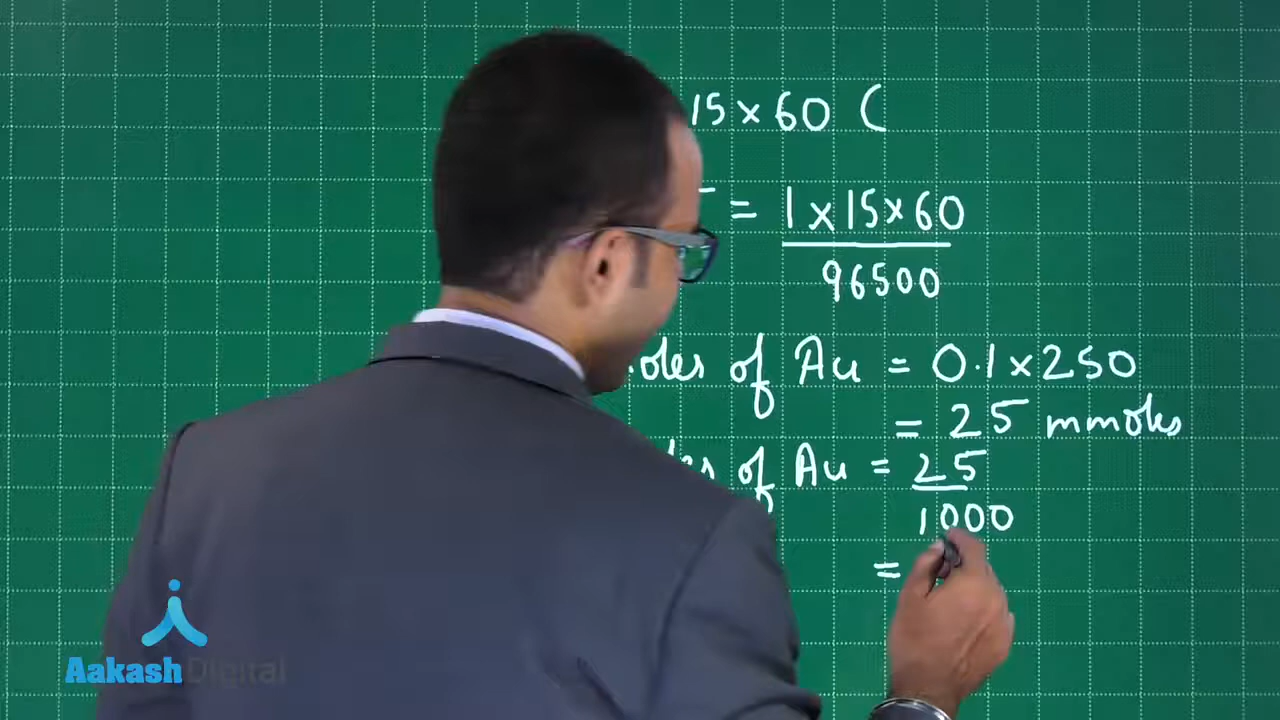 15×60 C
= 1×15×60
96500
of Au = 0.1×250
= 25 mmoles
of Au = 25
1000
=
Aakash Digital